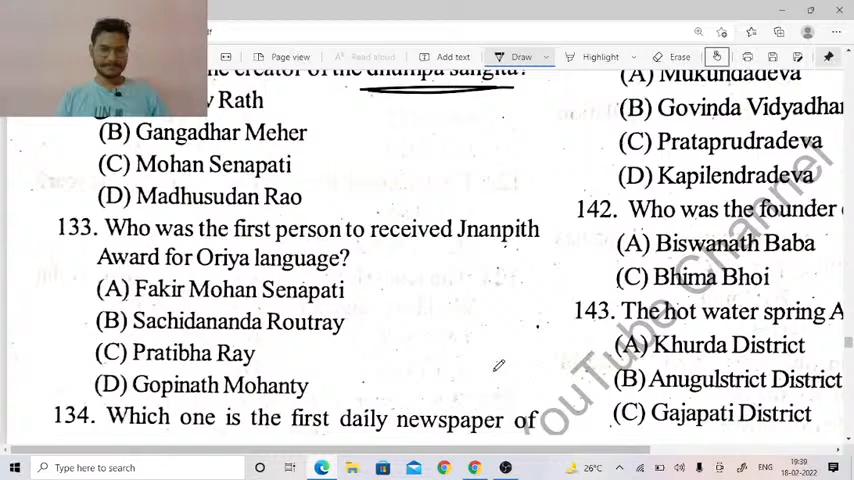 Page view
Read aloud
Add text
Draw
Highlight
Erase
creator of the dhumpa sangita?
Rath
(B) Gangadhar Meher
(C) Mohan Senapati
(D) Madhusudan Rao
133. Who was the first person to received Jnanpith
Award for Oriya language?
(A) Fakir Mohan Senapati
(B) Sachidananda Routray
(C) Pratibha Ray
(D) Gopinath Mohanty
134. Which one is the first daily newspaper of
(A) Mukundadeva
(B) Govinda Vidyadhar
(C) Prataprudradeva
(D) Kapilendradeva
142. Who was the founder
(A) Biswanath Baba
(C) Bhima Bhoi
143. The hot water spring A
(A) Khurda District
(B) Anugulstrict District
(C) Gajapati District
YouTube Channel
Type here to search
26°C
ENG
19:39
18-02-2022